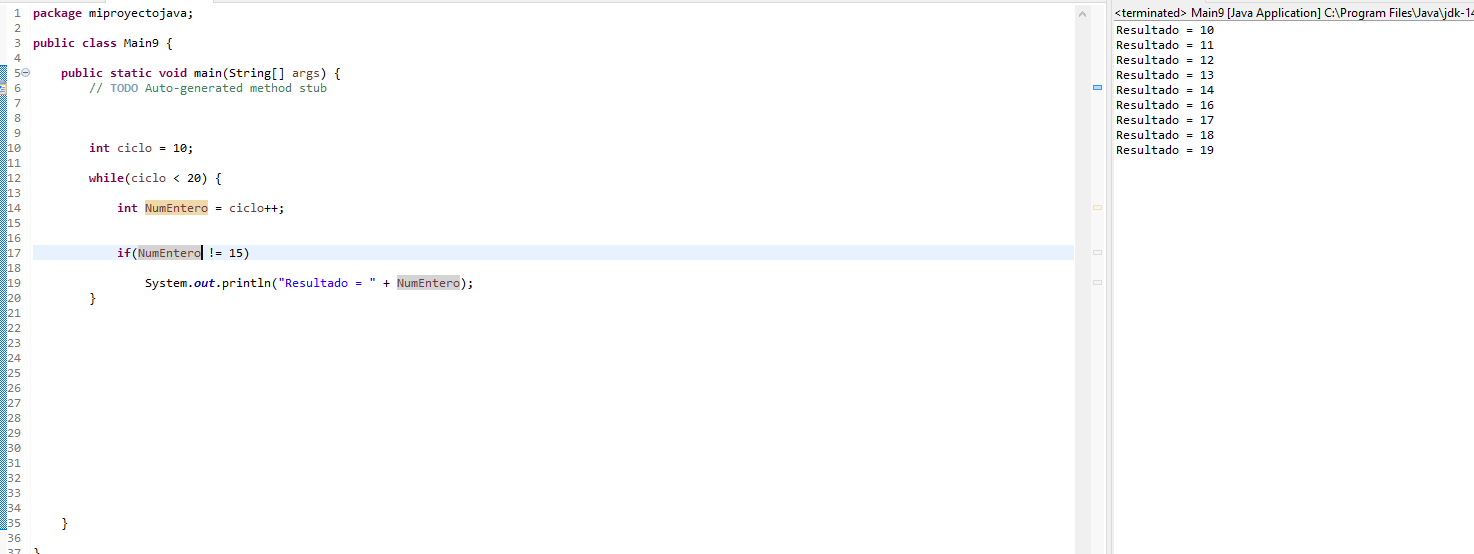 1 package miproyectojava;
2
3 public class Main9 {
4
5 public static void main(String[] args) {
6 // TODO Auto-generated method stub
7
8
9
10 int ciclo = 10;
11
12 while(ciclo < 20) {
13
14 int NumEntero = ciclo++;
15
16
17 if(NumEntero != 15)
18
19 System.out.println("Resultado = " + NumEntero);
20 }
21
22
23
24
25
26
27
28
29
30
31
32
33
34
35 }
36
37 }
<terminated> Main9 [Java Application] C:\Program Files\Java\jdk-14
Resultado = 10
Resultado = 11
Resultado = 12
Resultado = 13
Resultado = 14
Resultado = 16
Resultado = 17
Resultado = 18
Resultado = 19